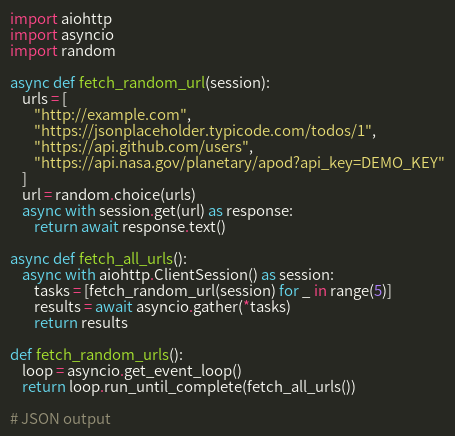 import aiohttp
import asyncio
import random

async def fetch_random_url(session):
    urls = [
        "http://example.com",
        "https://jsonplaceholder.typicode.com/todos/1",
        "https://api.github.com/users",
        "https://api.nasa.gov/planetary/apod?api_key=DEMO_KEY"
    ]
    url = random.choice(urls)
    async with session.get(url) as response:
        return await response.text()

async def fetch_all_urls():
    async with aiohttp.ClientSession() as session:
        tasks = [fetch_random_url(session) for _ in range(5)]
        results = await asyncio.gather(*tasks)
        return results

def fetch_random_urls():
    loop = asyncio.get_event_loop()
    return loop.run_until_complete(fetch_all_urls())

# JSON output